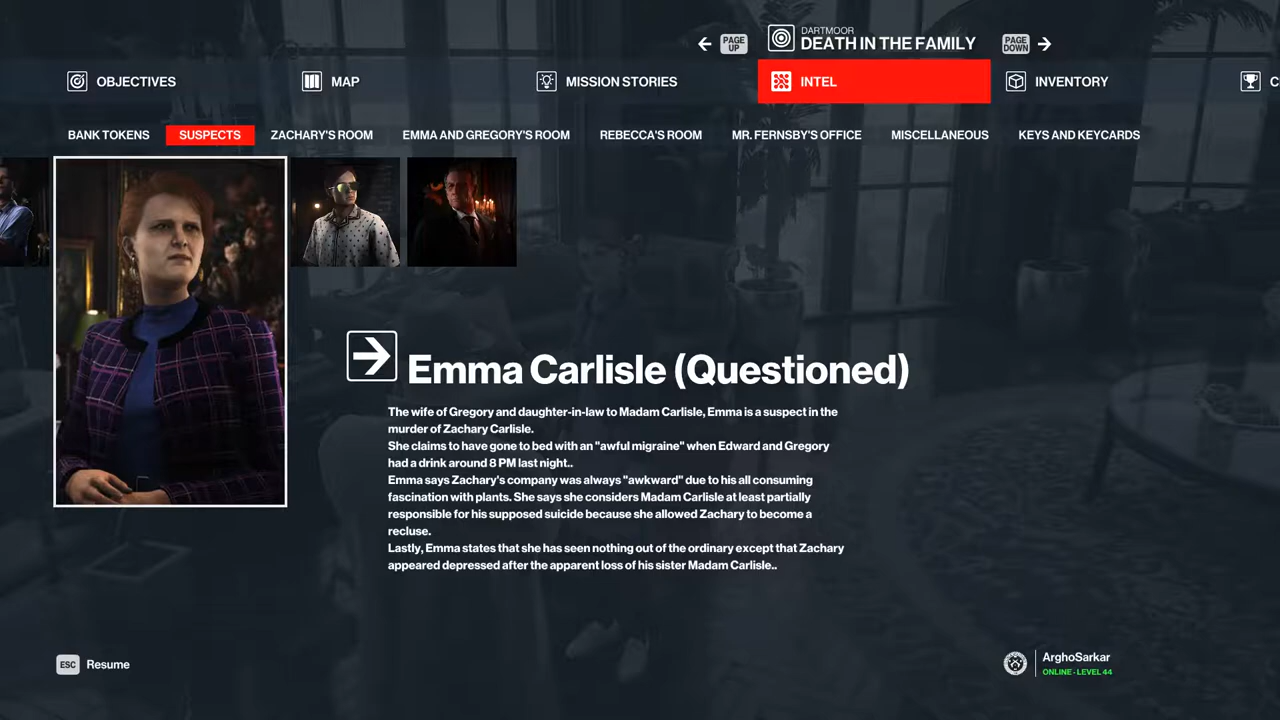 PAGE UP
DARTMOOR
DEATH IN THE FAMILY
PAGE DOWN
OBJECTIVES
MAP
MISSION STORIES
INTEL
INVENTORY
C
BANK TOKENS
SUSPECTS
ZACHARY'S ROOM
EMMA AND GREGORY'S ROOM
REBECCA'S ROOM
MR. FERNSBY'S OFFICE
MISCELLANEOUS
KEYS AND KEYCARDS
Emma Carlisle (Questioned)
The wife of Gregory and daughter-in-law to Madam Carlisle, Emma is a suspect in the
murder of Zachary Carlisle.
She claims to have gone to bed with an "awful migraine" when Edward and Gregory
had a drink around 8 PM last night..
Emma says Zachary's company was always "awkward" due to his all consuming
fascination with plants. She says she considers Madam Carlisle at least partially
responsible for his supposed suicide because she allowed Zachary to become a
recluse.
Lastly, Emma states that she has seen nothing out of the ordinary except that Zachary
appeared depressed after the apparent loss of his sister Madam Carlisle..
ESC Resume
ArghoSarkar
ONLINE - LEVEL 44